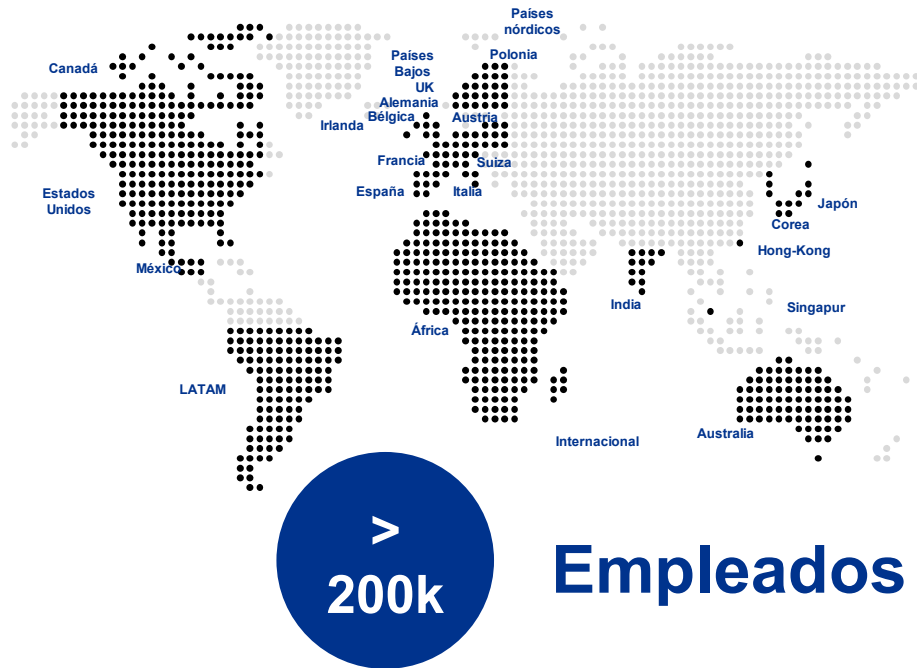 Países
nórdicos
Canadá
Países
Bajos
Polonia
UK
Alemania
Irlanda
Bélgica
Austria
Francia
Suiza
Estados
Unidos
España
Italia
Japón
Corea
México
Hong-Kong
India
Singapur
África
LATAM
Internacional
Australia
>
200k
Empleados